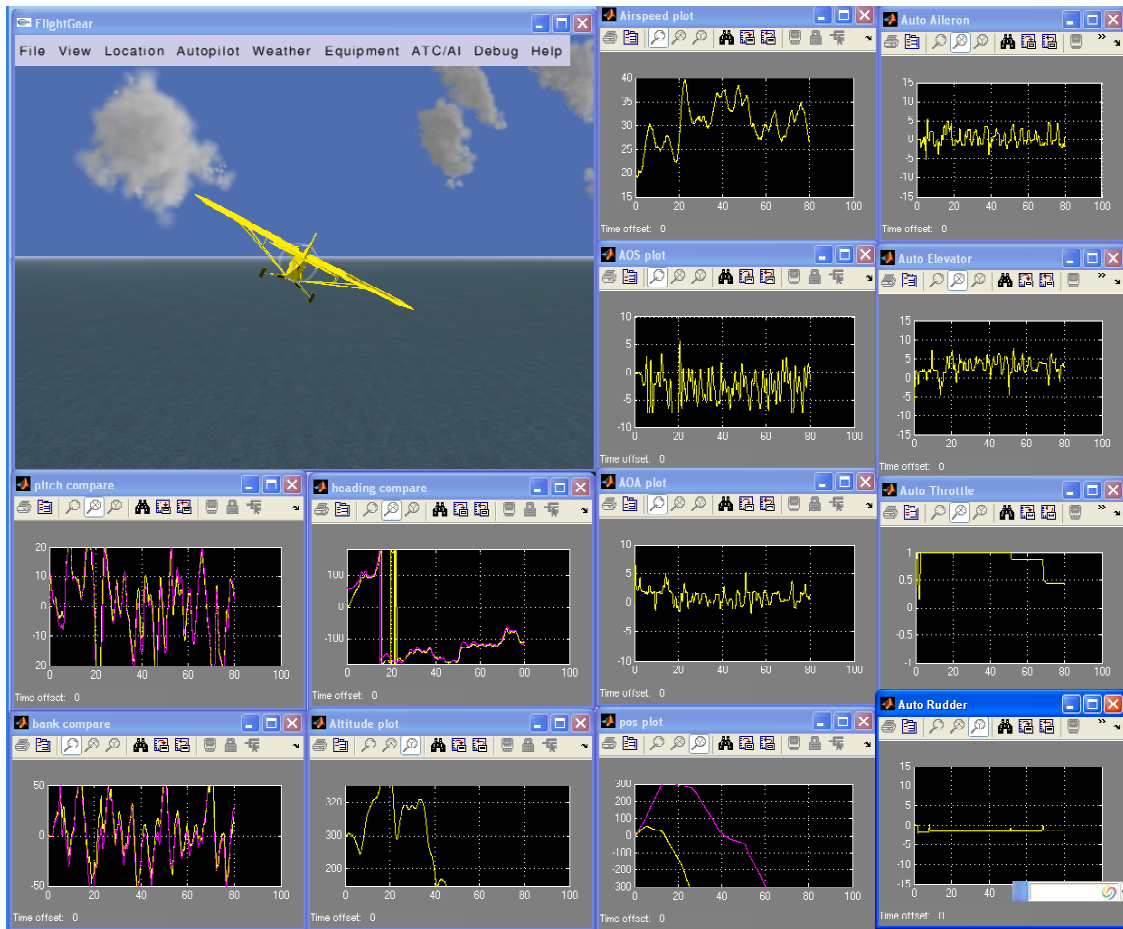 FlightGear
File View Location Autopilot Weather Equipment ATC/AI Debug Help
Airspeed plot
40
35
30
25
20
15
0 20 40 60 80 100
Time offset: 0
Auto Aileron
15
10
5
0
-5
-10
-15
0 20 40 60 80 100
Time offset: 0
AOS plot
10
5
0
-5
-10
0 20 40 60 80 100
Time offset: 0
Auto Elevator
15
10
5
0
-5
-10
-15
0 20 40 60 80 100
Time offset: 0
pitch compare
20
10
0
-10
20
0 20 40 60 80 100
Time offset: 0
heading compare
100
0
-100
0 20 40 60 80 100
Time offset: 0
AOA plot
10
5
0
-5
-10
0 20 40 60 80 100
Time offset: 0
Auto Throttle
1
0.5
0
-0.5
-1
0 20 40 60 80 100
Time offset: 0
bank compare
50
0
-50
0 20 40 60 80 100
Time offset: 0
Altitude plot
320
300
200
0 20 40 60 80 100
Time offset: 0
pos plot
300
200
100
0
-100
-200
-300
0 20 40 60 80 100
Time offset: 0
Auto Rudder
15
10
5
0
-5
-10
-15
0 20 40
Time offset: 0